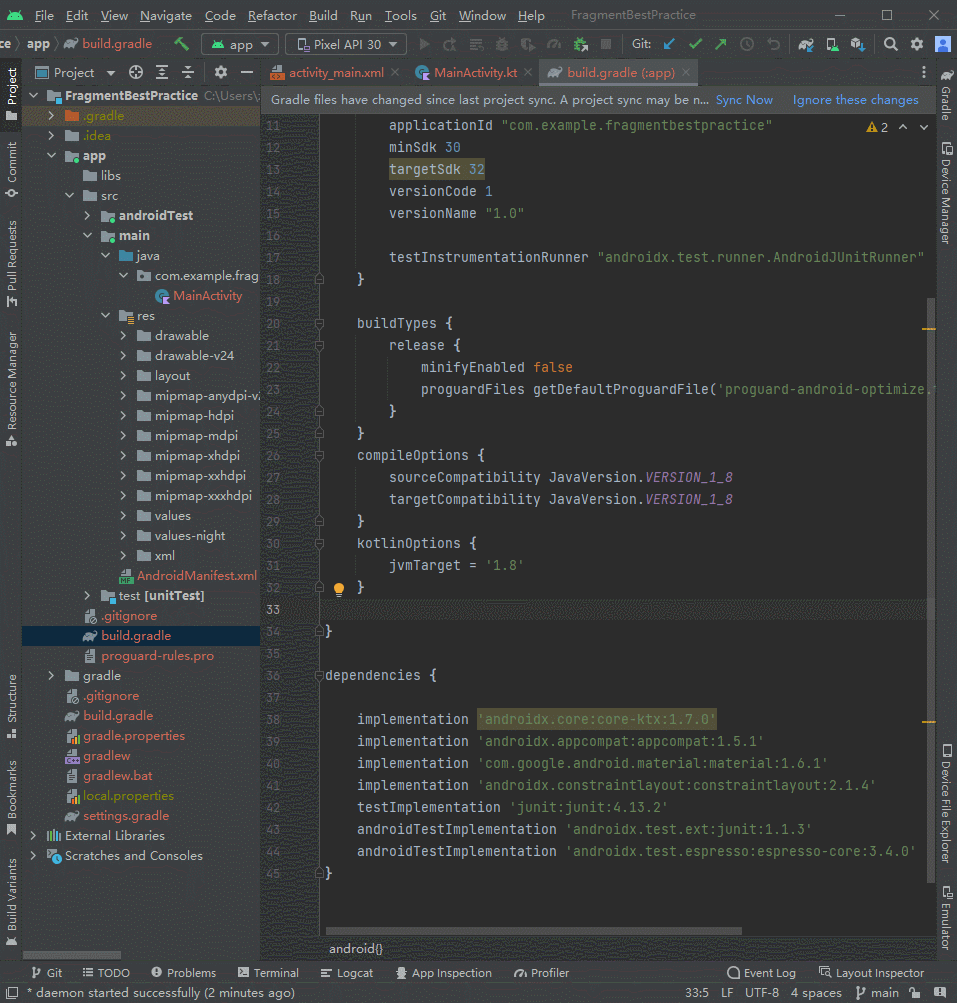 File Edit View Navigate Code Refactor Build Run Tools Git Window Help FragmentBestPractice
ce app build.gradle app Pixel API 30 Git:
Project activity_main.xml MainActivity.kt build.gradle (:app)
Gradle files have changed since last project sync. A project sync may be n... Sync Now Ignore these changes
Project
Commit
Pull Requests
Resource Manager
Structure
Bookmarks
Build Variants
FragmentBestPractice C:\Users\
.gradle
.idea
app
libs
src
androidTest
main
java
com.example.frag
MainActivity
res
drawable
drawable-v24
layout
mipmap-anydpi-v
mipmap-hdpi
mipmap-mdpi
mipmap-xhdpi
mipmap-xxhdpi
mipmap-xxxhdpi
values
values-night
xml
AndroidManifest.xml
test [unitTest]
.gitignore
build.gradle
proguard-rules.pro
gradle
.gitignore
build.gradle
gradle.properties
gradlew
gradlew.bat
local.properties
settings.gradle
External Libraries
Scratches and Consoles
11 applicationId "com.example.fragmentbestpractice" 2
12 minSdk 30
13 targetSdk 32
14 versionCode 1
15 versionName "1.0"
16
17 testInstrumentationRunner "androidx.test.runner.AndroidJUnitRunner"
18 }
19
20 buildTypes {
21 release {
22 minifyEnabled false
23 proguardFiles getDefaultProguardFile('proguard-android-optimize.
24 }
25 }
26 compileOptions {
27 sourceCompatibility JavaVersion.VERSION_1_8
28 targetCompatibility JavaVersion.VERSION_1_8
29 }
30 kotlinOptions {
31 jvmTarget = '1.8'
32 }
33
34 }
35
36 dependencies {
37
38 implementation 'androidx.core:core-ktx:1.7.0'
39 implementation 'androidx.appcompat:appcompat:1.5.1'
40 implementation 'com.google.android.material:material:1.6.1'
41 implementation 'androidx.constraintlayout:constraintlayout:2.1.4'
42 testImplementation 'junit:junit:4.13.2'
43 androidTestImplementation 'androidx.test.ext:junit:1.1.3'
44 androidTestImplementation 'androidx.test.espresso:espresso-core:3.4.0'
45 }
android{}
Gradle
Device Manager
Device File Explorer
Emulator
Git TODO Problems Terminal Logcat App Inspection Profiler Event Log Layout Inspector
* daemon started successfully (2 minutes ago) 33:5 LF UTF-8 4 spaces main